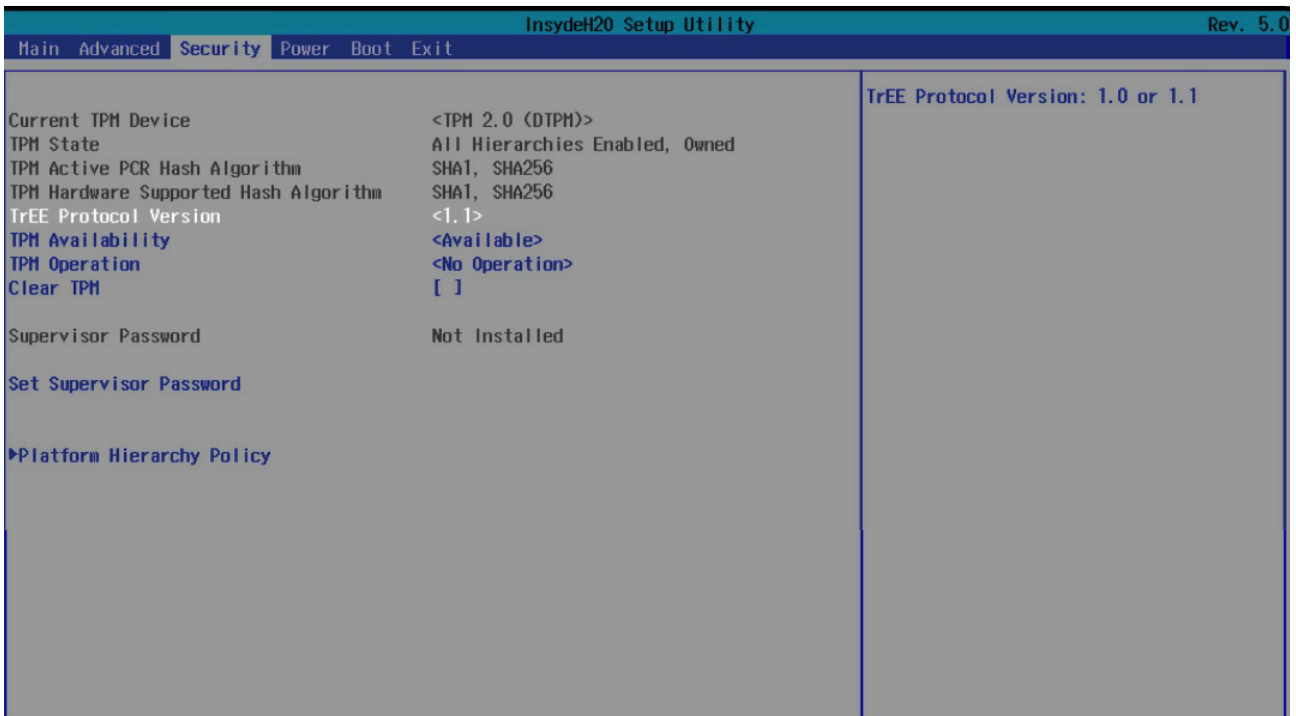 InsydeH20 Setup Utility Rev. 5.0
Main Advanced Security Power Boot Exit
TrEE Protocol Version: 1.0 or 1.1
Current TPM Device <TPM 2.0 (DTPM)>
TPM State All Hierarchies Enabled, Owned
TPM Active PCR Hash Algorithm SHA1, SHA256
TPM Hardware Supported Hash Algorithm SHA1, SHA256
TrEE Protocol Version <1.1>
TPM Availability <Available>
TPM Operation <No Operation>
Clear TPM [ ]
Supervisor Password Not Installed
Set Supervisor Password
▶Platform Hierarchy Policy